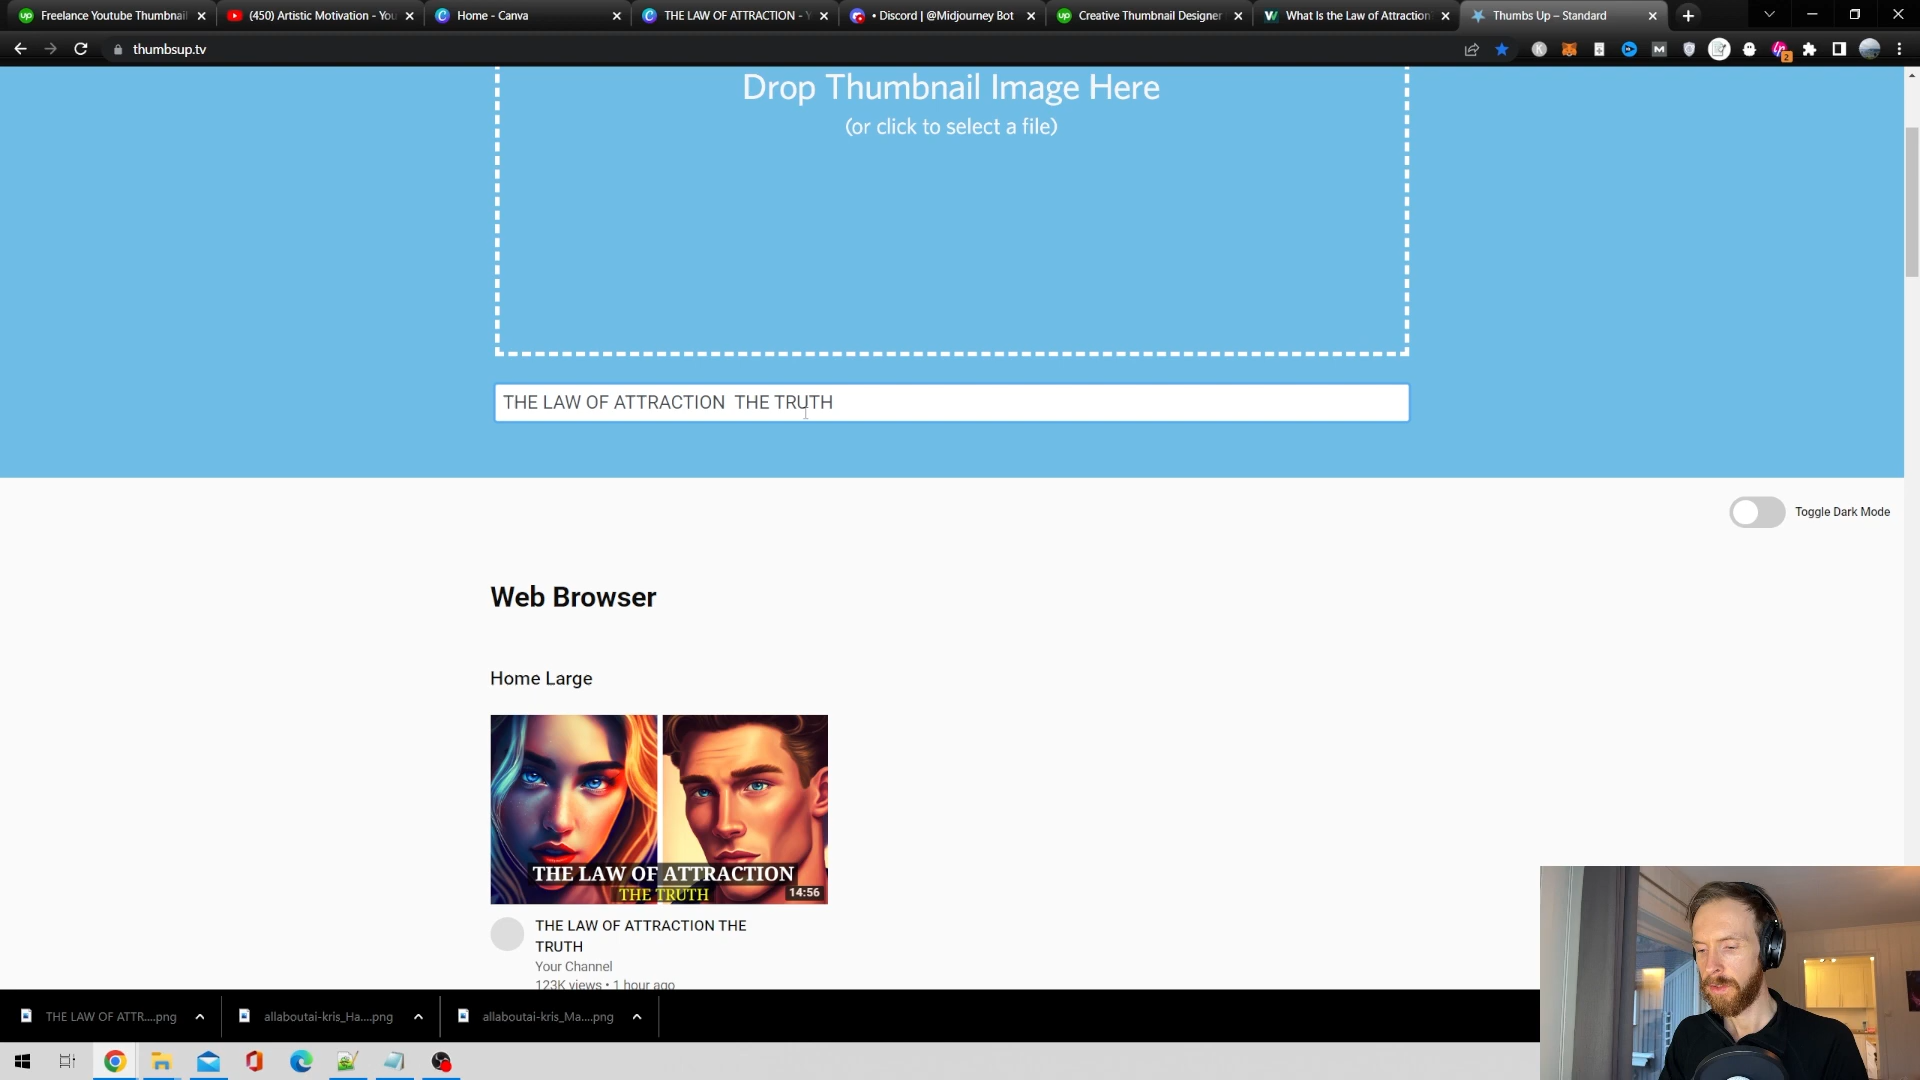 Freelance Youtube Thumbnail
(450) Artistic Motivation - You
Home - Canva
THE LAW OF ATTRACTION - Y
• Discord | @Midjourney Bot
Creative Thumbnail Designer
What Is the Law of Attraction
Thumbs Up – Standard
thumbsup.tv
2
Drop Thumbnail Image Here
(or click to select a file)
THE LAW OF ATTRACTION  THE TRUTH
Toggle Dark Mode
Web Browser
Home Large
THE LAW OF ATTRACTION
THE TRUTH
14:56
THE LAW OF ATTRACTION THE
TRUTH
Your Channel
123K views • 1 hour ago
THE LAW OF ATTR....png
allaboutai-kris_Ha....png
allaboutai-kris_Ma....png